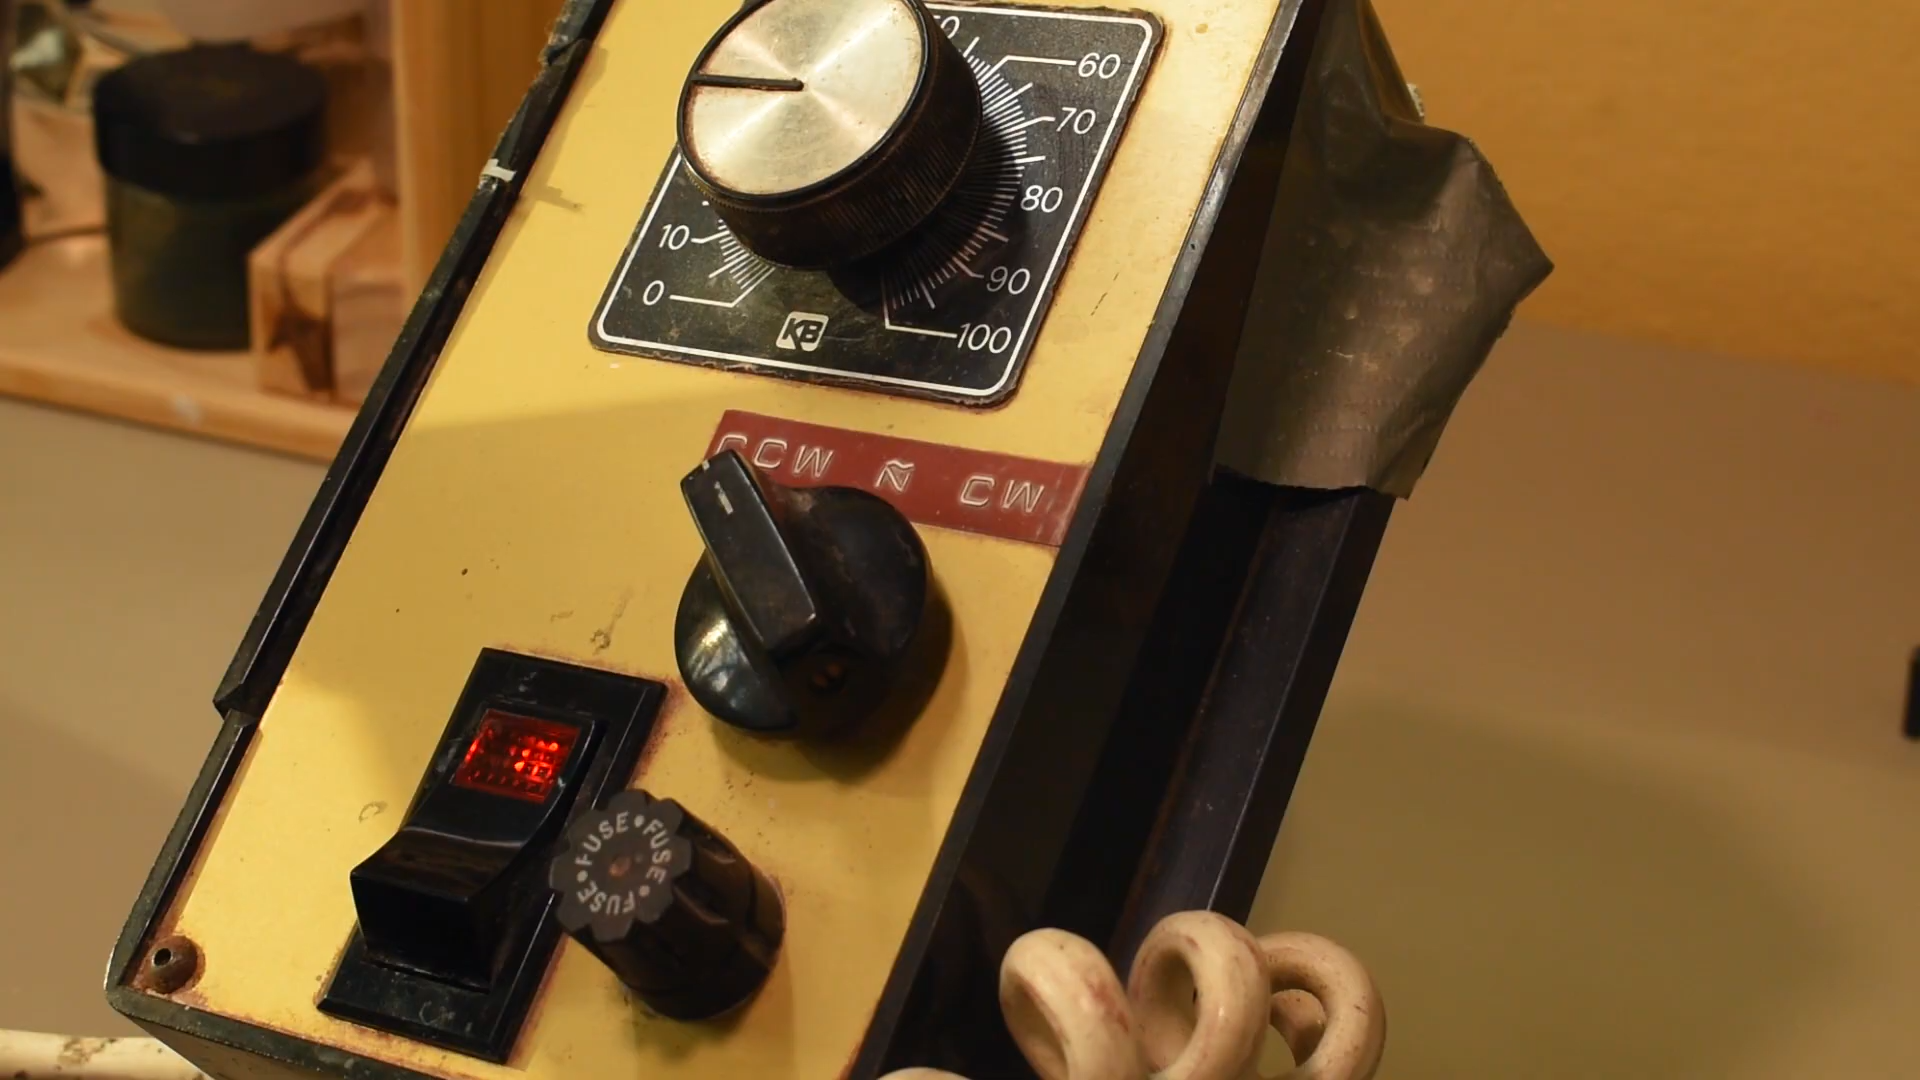 60
70
80
10
90
0
KB
100
CCW N CW
FUSE • FUSE • FUSE •